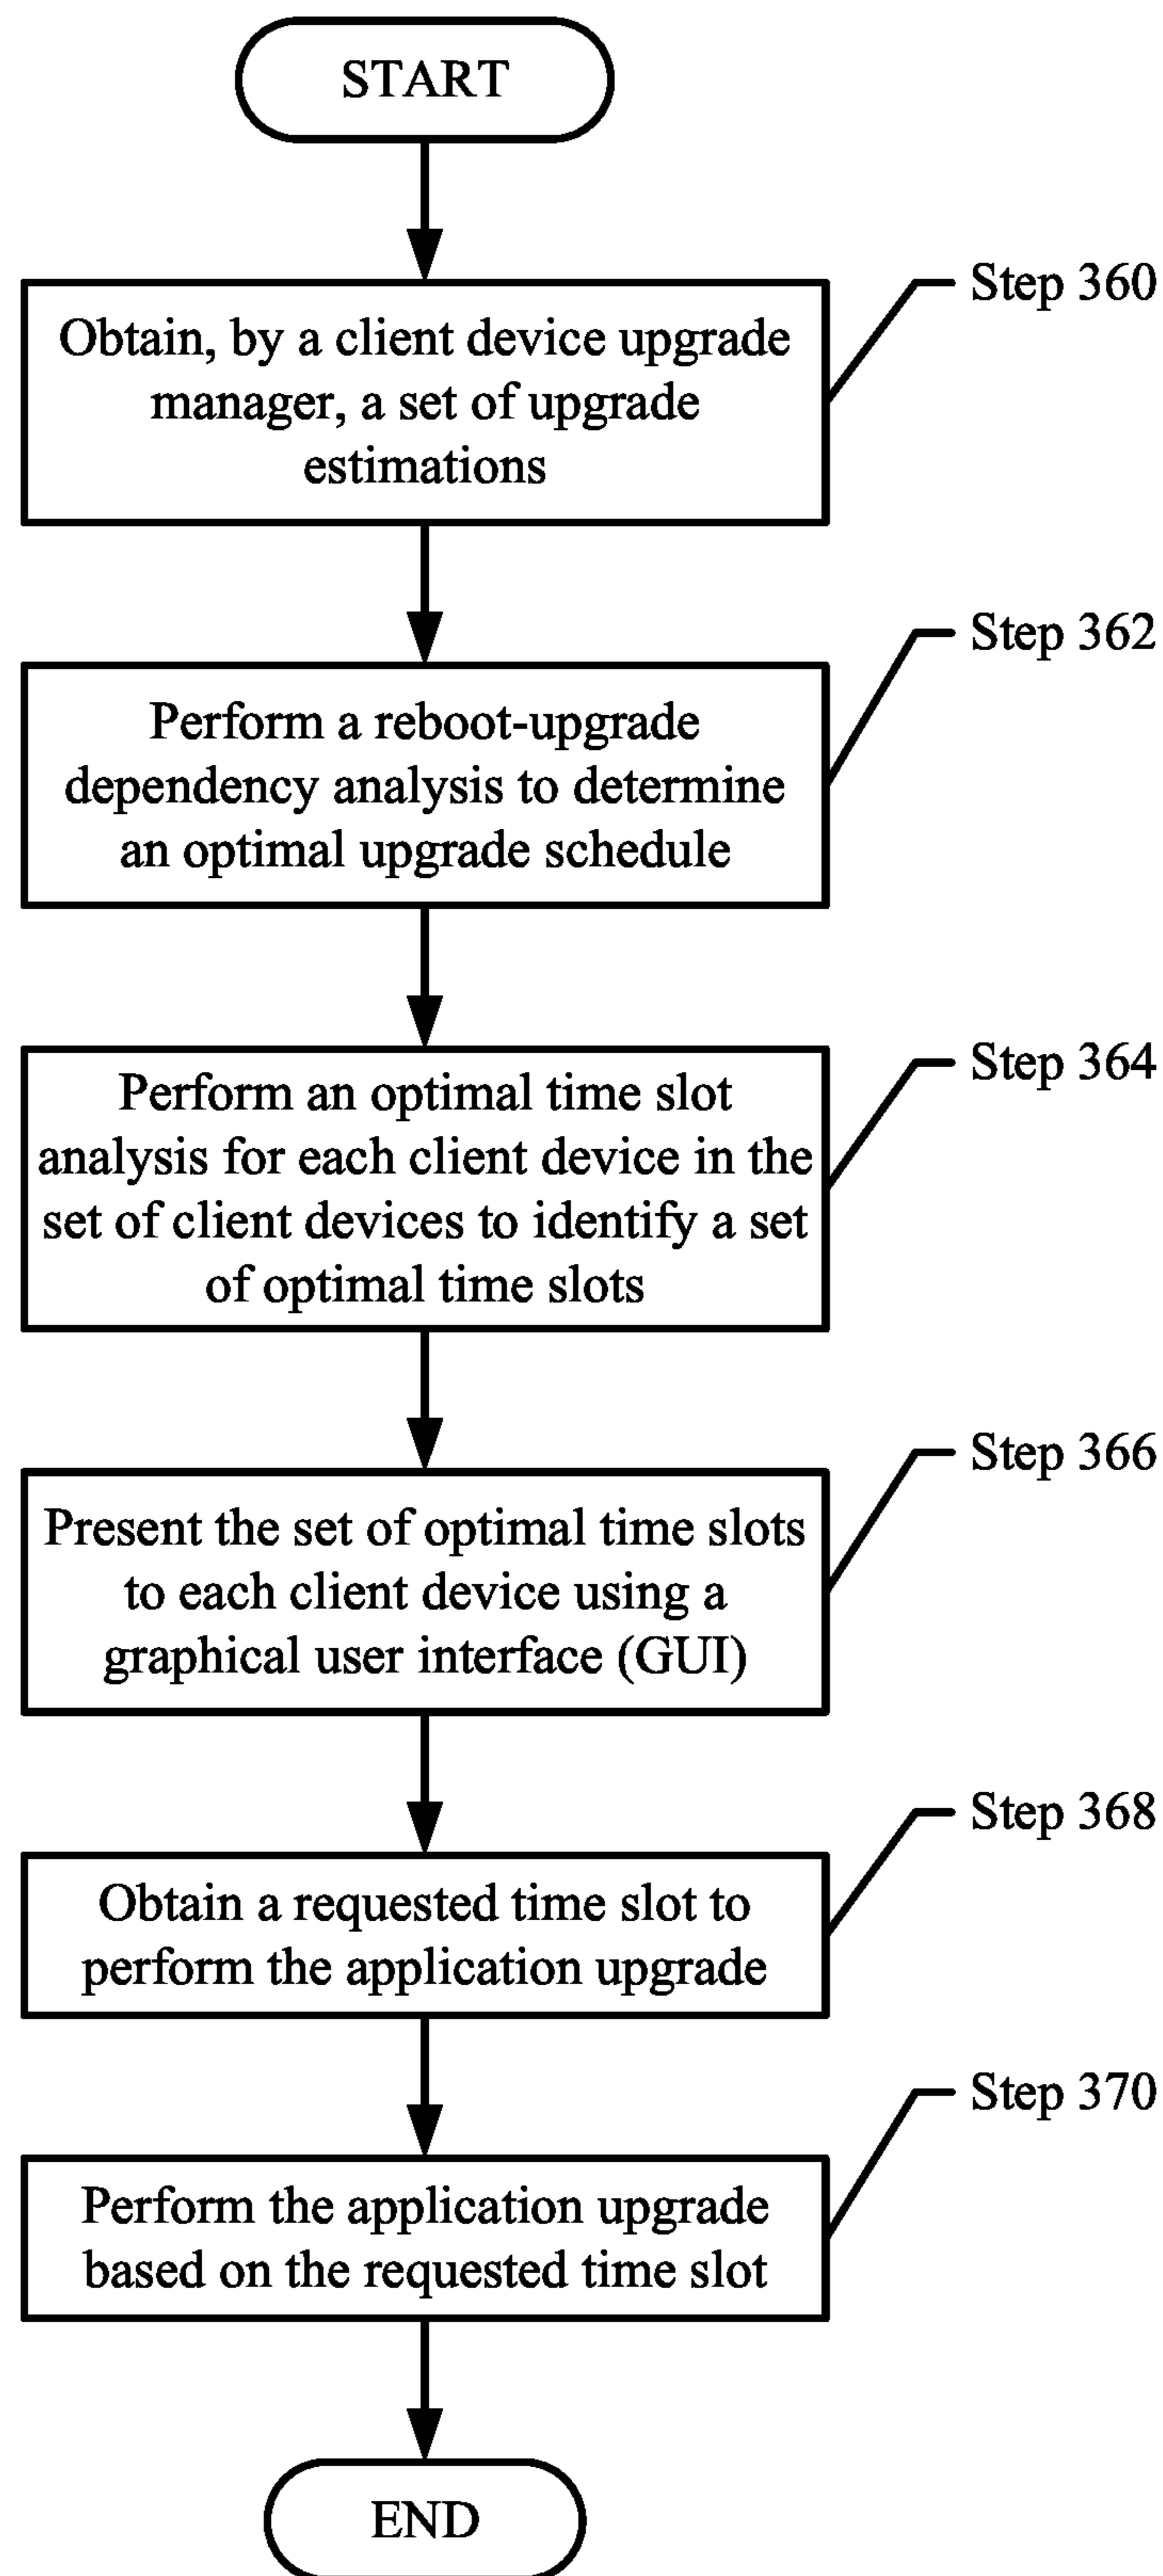 START
Step 360
Obtain, by a client device upgrade
manager, a set of upgrade
estimations
Step 362
Perform a reboot-upgrade
dependency analysis to determine
an optimal upgrade schedule
Step 364
Perform an optimal time slot
analysis for each client device in the
set of client devices to identify a set
of optimal time slots
Step 366
Present the set of optimal time slots
to each client device using a
graphical user interface (GUI)
Step 368
Obtain a requested time slot to
perform the application upgrade
Step 370
Perform the application upgrade
based on the requested time slot
END